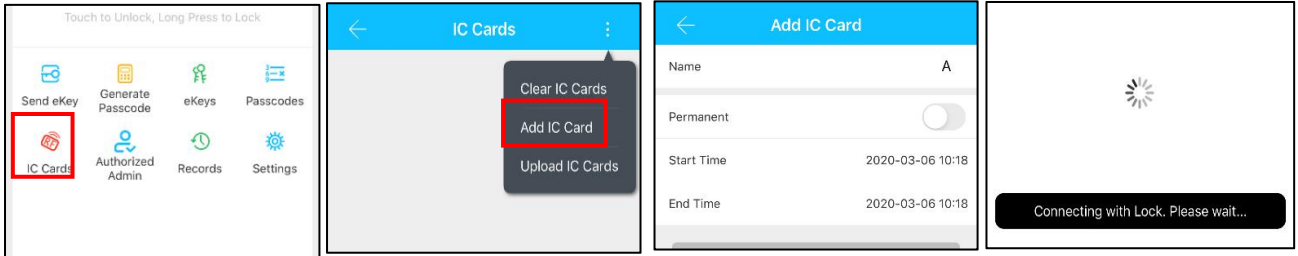 Touch to Unlock, Long Press to Lock
Send eKey
Generate
Passcode
eKeys
Passcodes
IC Cards
Authorized
Admin
Records
Settings
IC Cards
Clear IC Cards
Add IC Card
Upload IC Cards
Add IC Card
Name A
Permanent
Start Time 2020-03-06 10:18
End Time 2020-03-06 10:18
Connecting with Lock. Please wait...